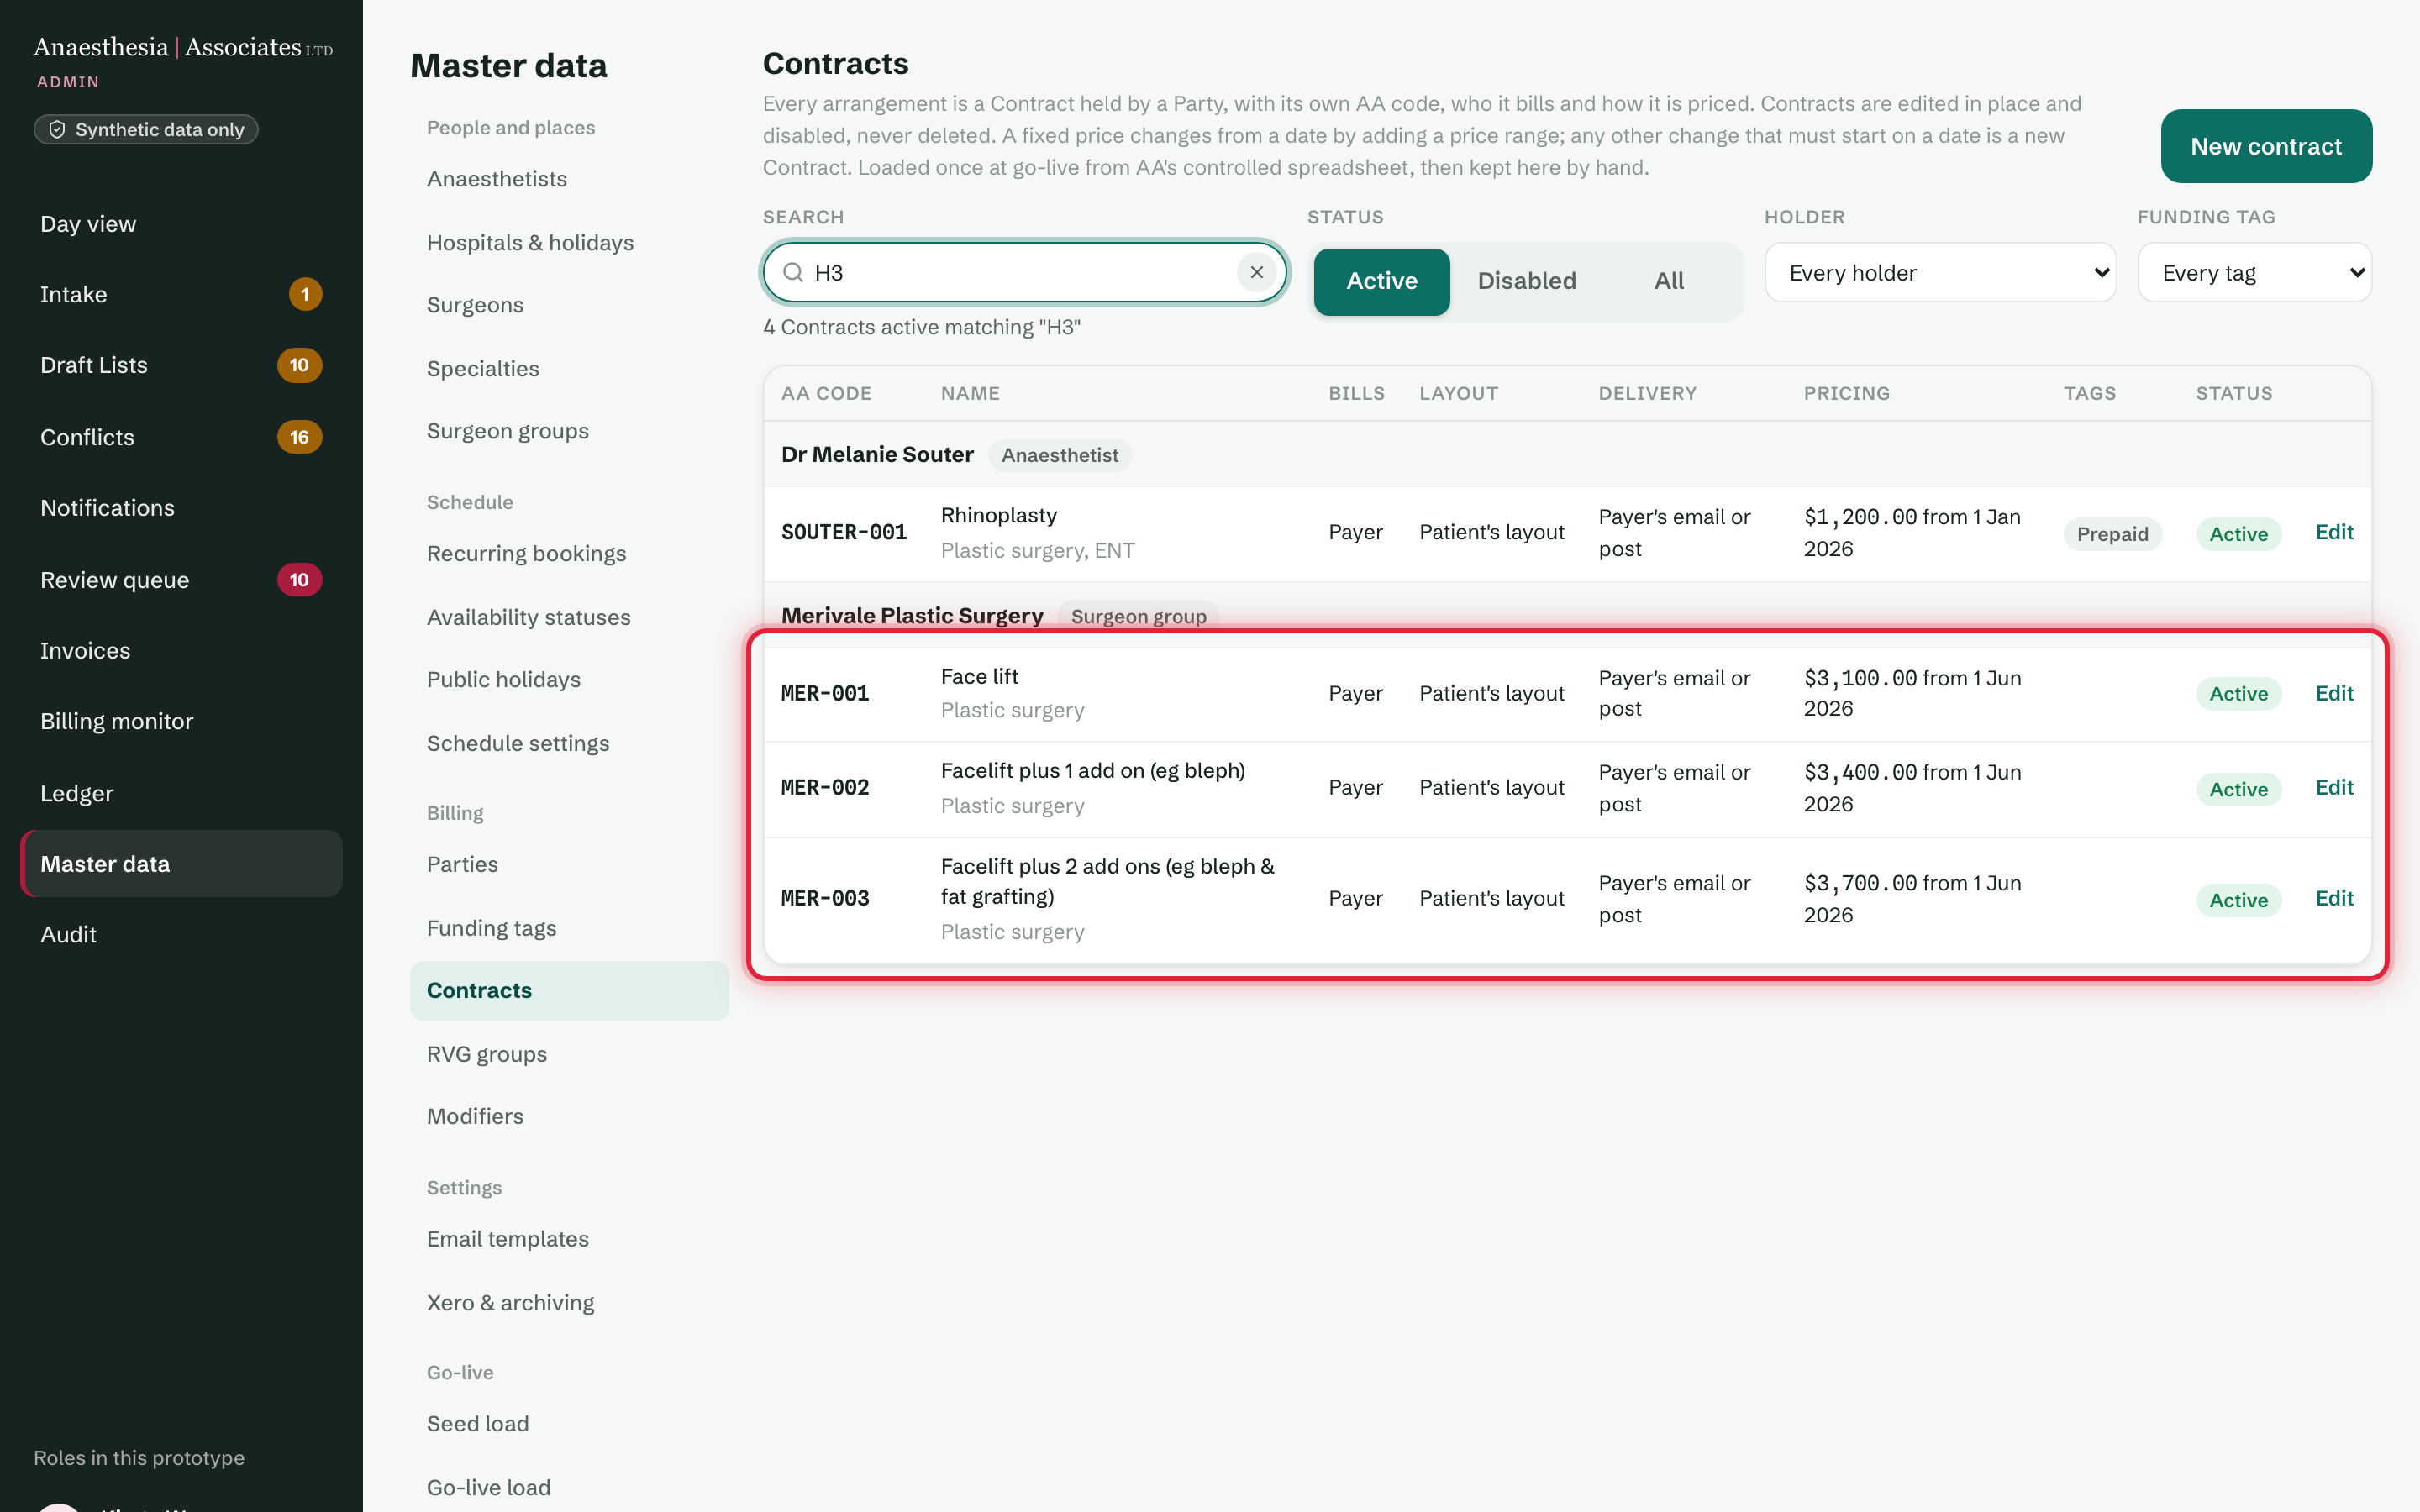 Anaesthesia | Associates LTD
ADMIN
Synthetic data only
Day view
Intake 1
Draft Lists 10
Conflicts 16
Notifications
Review queue 10
Invoices
Billing monitor
Ledger
Master data
Audit
Roles in this prototype
Master data
People and places
Anaesthetists
Hospitals & holidays
Surgeons
Specialties
Surgeon groups
Schedule
Recurring bookings
Availability statuses
Public holidays
Schedule settings
Billing
Parties
Funding tags
Contracts
RVG groups
Modifiers
Settings
Email templates
Xero & archiving
Go-live
Seed load
Go-live load
Contracts
Every arrangement is a Contract held by a Party, with its own AA code, who it bills and how it is priced. Contracts are edited in place and
disabled, never deleted. A fixed price changes from a date by adding a price range; any other change that must start on a date is a new
Contract. Loaded once at go-live from AA's controlled spreadsheet, then kept here by hand.
New contract
SEARCH STATUS HOLDER FUNDING TAG
H3 Active Disabled All Every holder Every tag
4 Contracts active matching "H3"
AA CODE NAME BILLS LAYOUT DELIVERY PRICING TAGS STATUS
Dr Melanie Souter Anaesthetist
SOUTER-001 Rhinoplasty Payer Patient's layout Payer's email or $1,200.00 from 1 Jan Prepaid Active Edit
Plastic surgery, ENT post 2026
Merivale Plastic Surgery Surgeon group
MER-001 Face lift Payer Patient's layout Payer's email or $3,100.00 from 1 Jun Active Edit
Plastic surgery post 2026
MER-002 Facelift plus 1 add on (eg bleph) Payer Patient's layout Payer's email or $3,400.00 from 1 Jun Active Edit
Plastic surgery post 2026
MER-003 Facelift plus 2 add ons (eg bleph & Payer Patient's layout Payer's email or $3,700.00 from 1 Jun Active Edit
fat grafting) post 2026
Plastic surgery